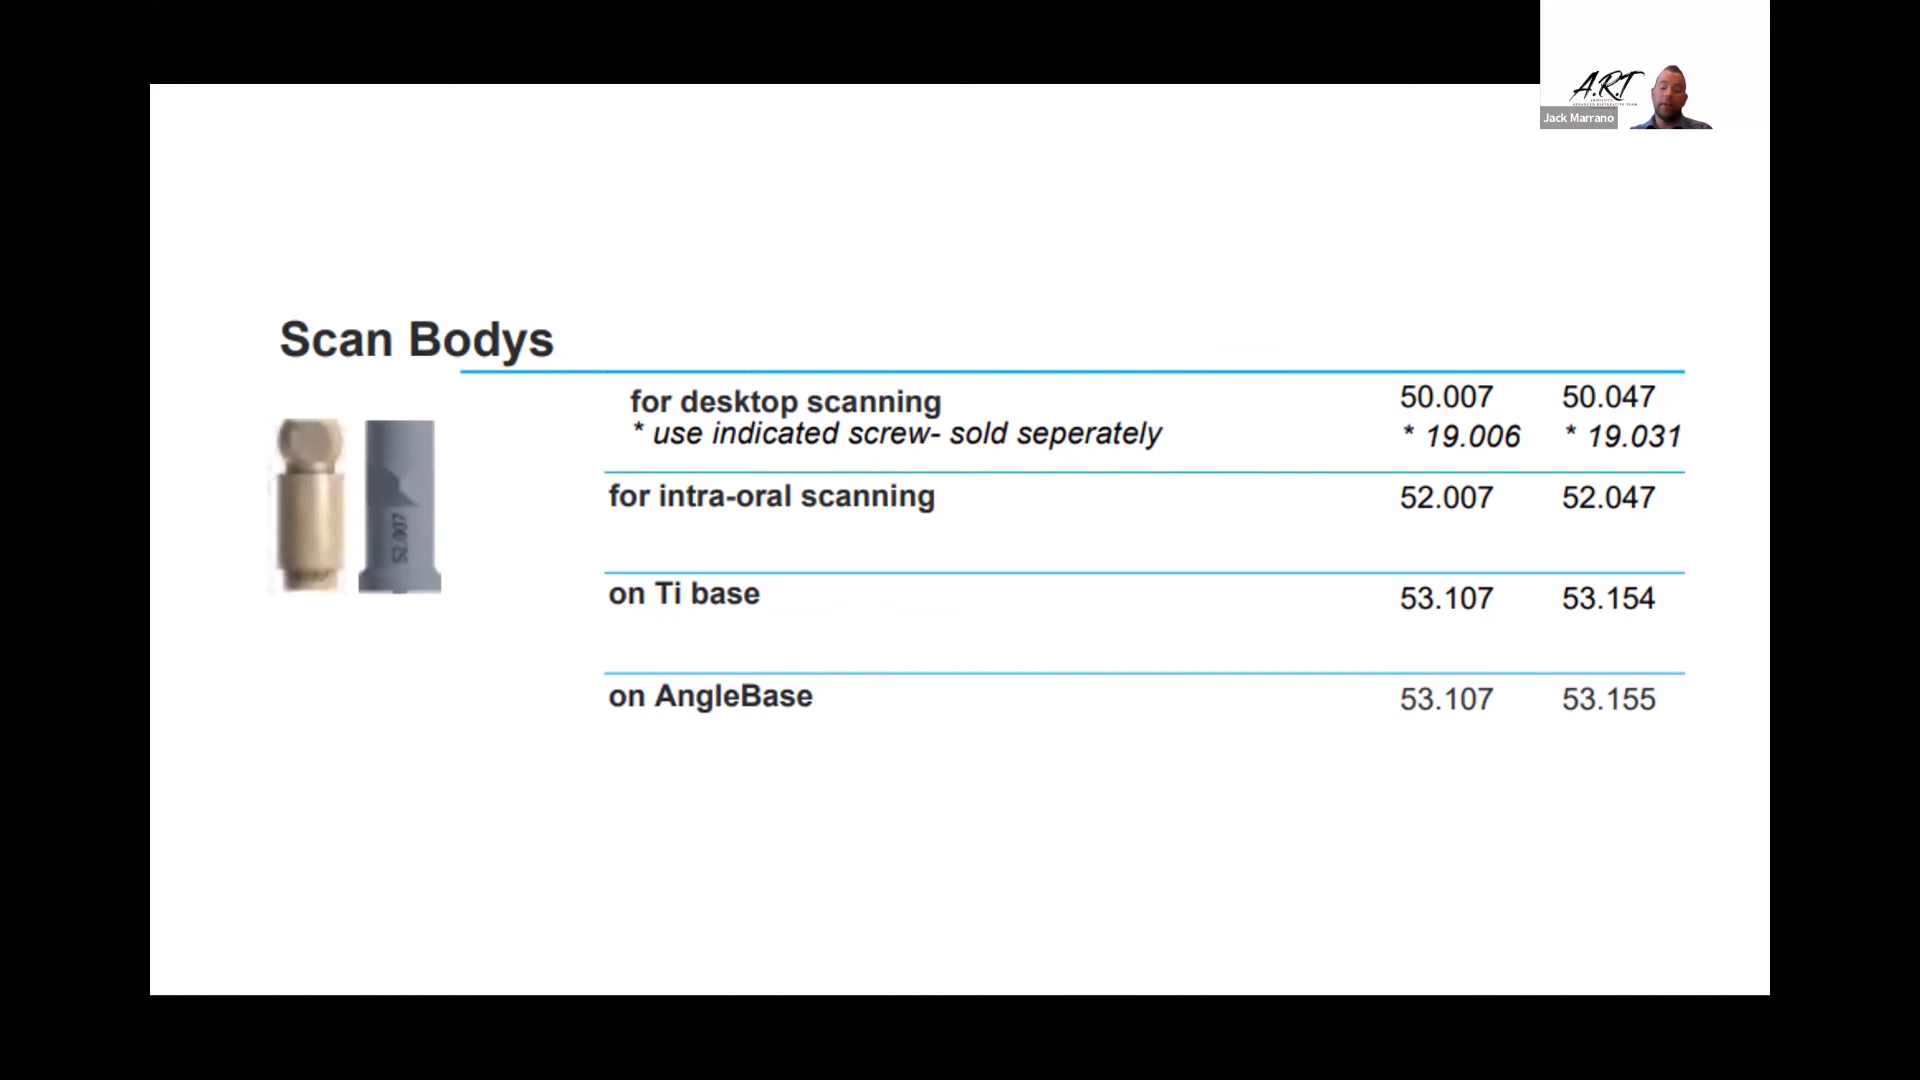 A.R.T
Jack Marrano
Scan Bodys
for desktop scanning 50.007 50.047
* use indicated screw- sold seperately * 19.006 * 19.031
for intra-oral scanning 52.007 52.047
52.007
on Ti base 53.107 53.154
on AngleBase 53.107 53.155